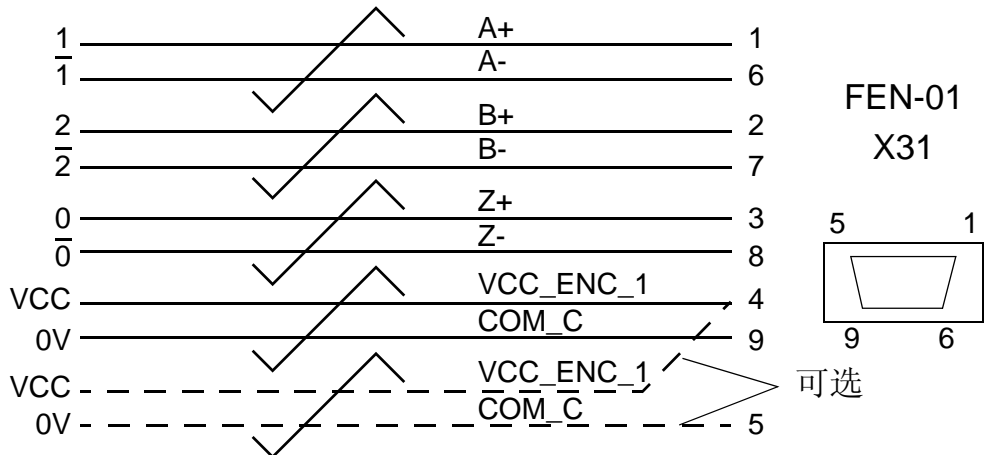 1 A+ 1
1̅ A- 6
2 B+ 2
2̅ B- 7
0 Z+ 3
0̅ Z- 8
VCC VCC_ENC_1 4
0V COM_C 9
VCC VCC_ENC_1
0V COM_C 5
可选
FEN-01
X31
5 1
9 6